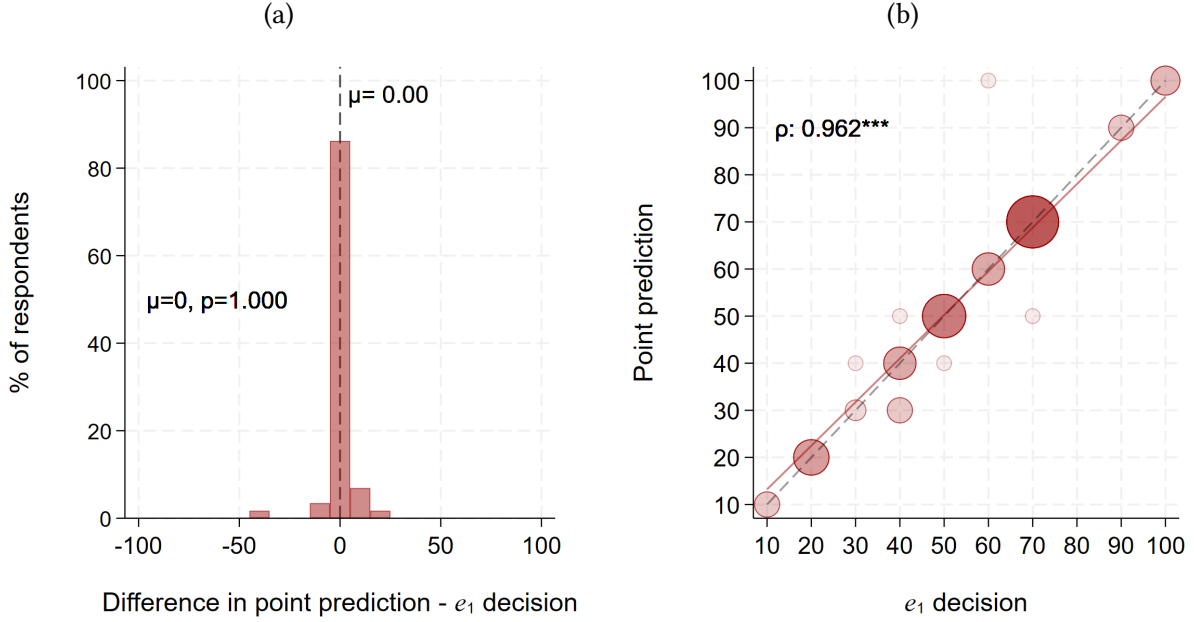 (a)
100
80
60
40
20
0
% of respondents
μ= 0.00
μ=0, p=1.000
-100 -50 0 50 100
Difference in point prediction - e₁ decision
(b)
100
90
80
70
60
50
40
30
20
10
Point prediction
ρ: 0.962***
10 20 30 40 50 60 70 80 90 100
e₁ decision